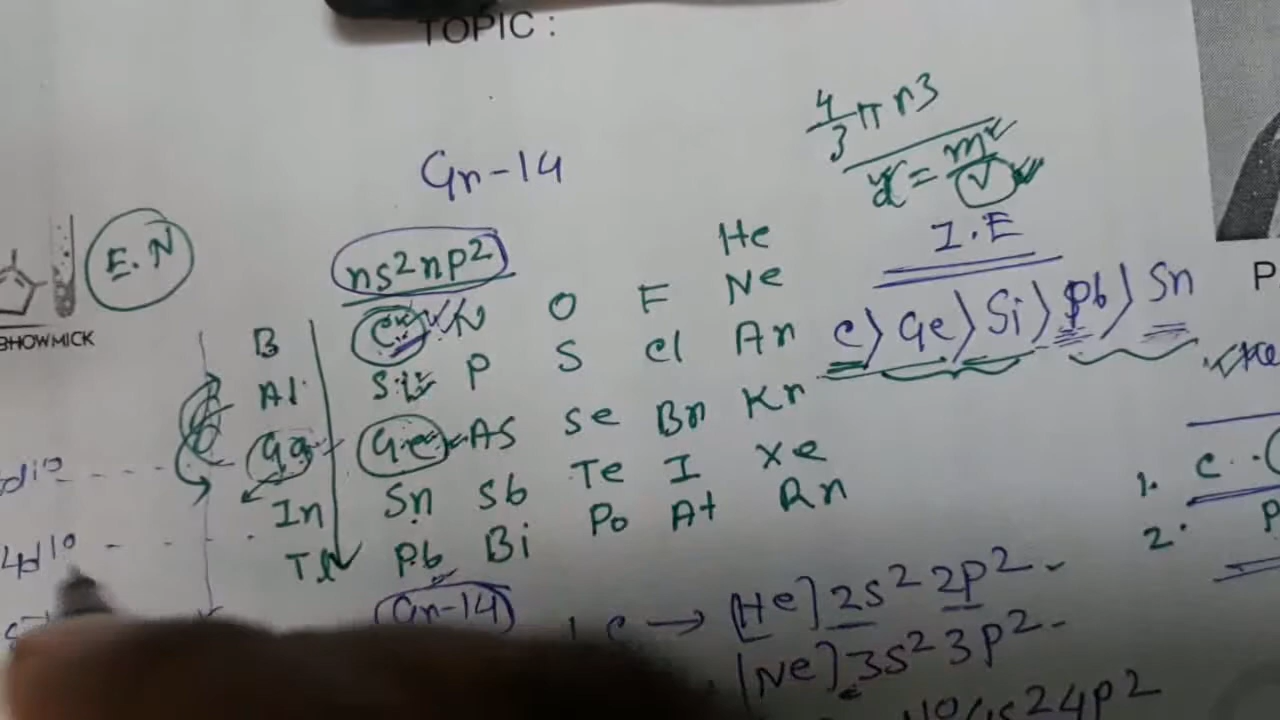 TOPIC :
4/3 π r3
d = m/V
Gr-14
E.N
BHOWMICK
I.E
ns2np2
He
B C N O F Ne
Al Si P S Cl Ar
C > Ge > Si > Pb > Sn
Ga Ge As Se Br Kr
In Sn Sb Te I Xe
Tl Pb Bi Po At Rn
1. C
2. P
Gr-14
C → [He] 2s2 2p2
[Ne] 3s2 3p2
4s2 4p2